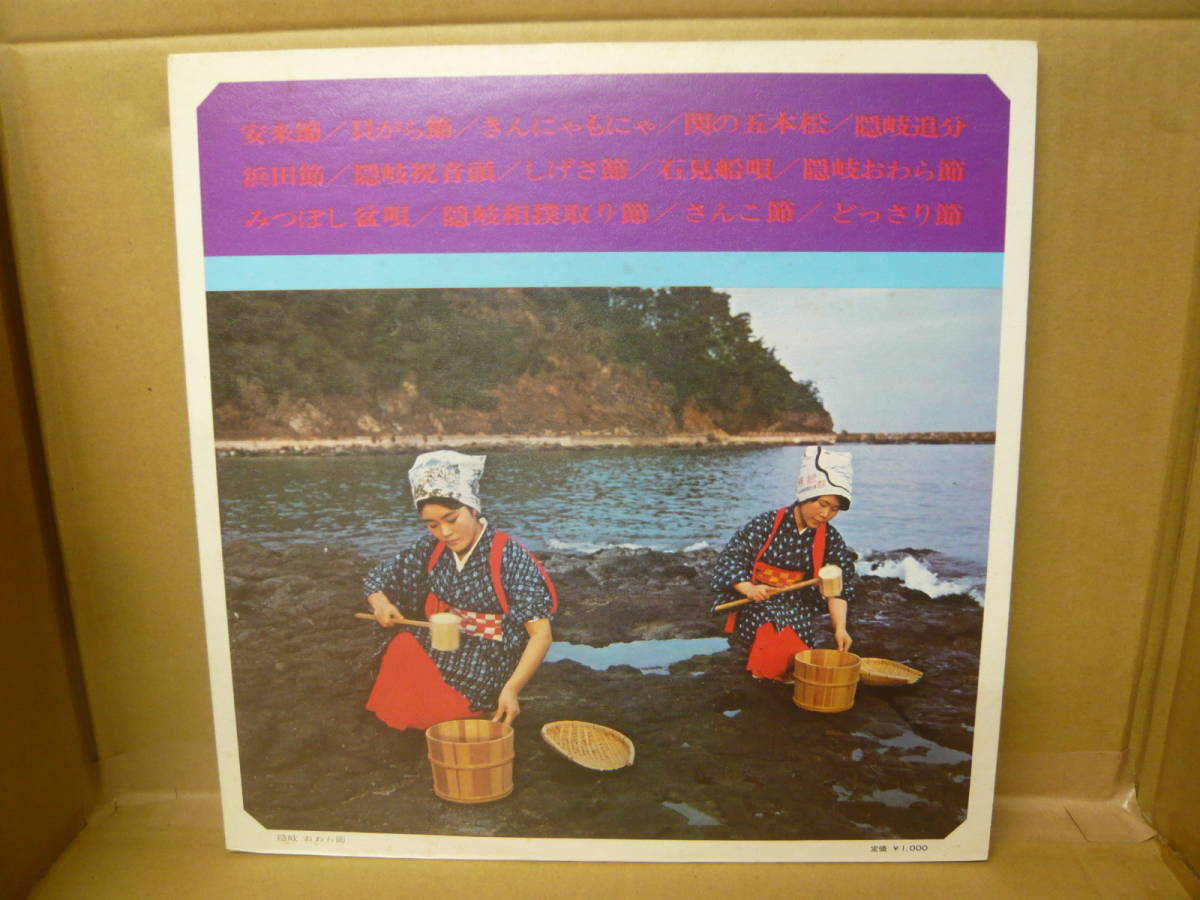 安来節／貝がら節／きんにゃもにゃ／関の五本松／隠岐追分
浜田節／隠岐祝音頭／しげさ節／石見船唄／隠岐おわら節
みつぼし盆唄／隠岐相撲取り節／さんこ節／どっさり節
隠岐 おわら節
定価 ¥1,000